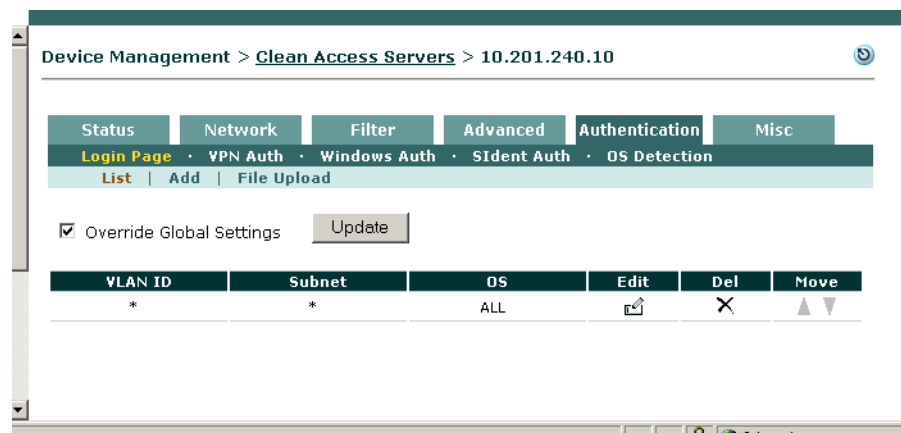 Device Management > Clean Access Servers > 10.201.240.10
Status Network Filter Advanced Authentication Misc
Login Page · VPN Auth · Windows Auth · SIdent Auth · OS Detection
List | Add | File Upload
Override Global Settings Update
VLAN ID Subnet OS Edit Del Move
* * ALL